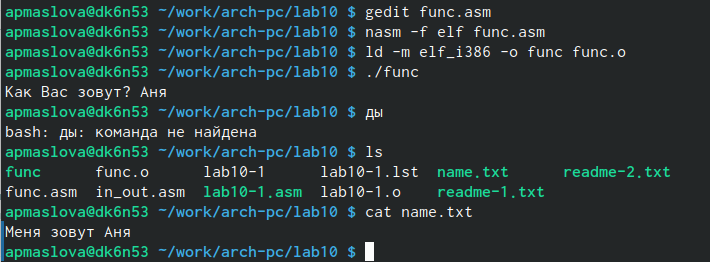 apmaslova@dk6n53 ~/work/arch-pc/lab10 $ gedit func.asm
apmaslova@dk6n53 ~/work/arch-pc/lab10 $ nasm -f elf func.asm
apmaslova@dk6n53 ~/work/arch-pc/lab10 $ ld -m elf_i386 -o func func.o
apmaslova@dk6n53 ~/work/arch-pc/lab10 $ ./func
Как Вас зовут? Аня
apmaslova@dk6n53 ~/work/arch-pc/lab10 $ ды
bash: ды: команда не найдена
apmaslova@dk6n53 ~/work/arch-pc/lab10 $ ls
func func.o lab10-1 lab10-1.lst name.txt readme-2.txt
func.asm in_out.asm lab10-1.asm lab10-1.o readme-1.txt
apmaslova@dk6n53 ~/work/arch-pc/lab10 $ cat name.txt
Меня зовут Аня
apmaslova@dk6n53 ~/work/arch-pc/lab10 $